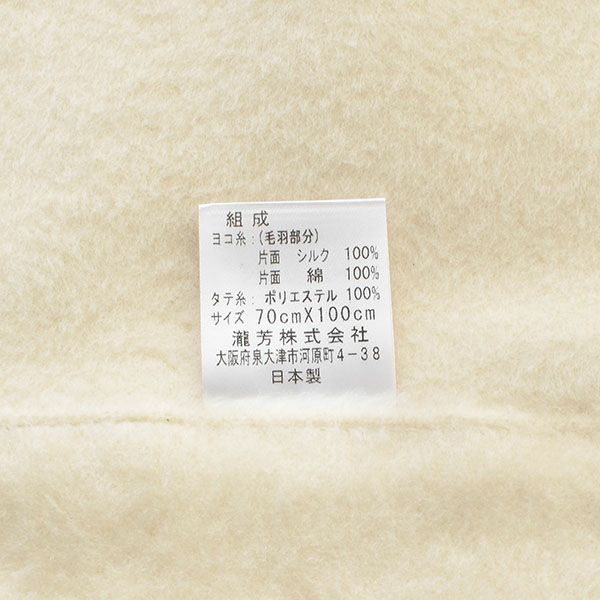 組成
ヨコ糸:(毛羽部分)
片面 シルク 100%
片面 綿 100%
タテ糸:ポリエステル 100%
サイズ 70cmX100cm
瀧芳株式会社
大阪府泉大津市河原町4-38
日本製